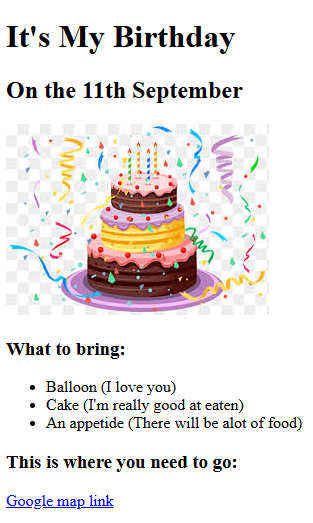 It's My Birthday
On the 11th September
What to bring:
Balloon (I love you)
Cake (I'm really good at eaten)
An appetide (There will be alot of food)
This is where you need to go:
Google map link